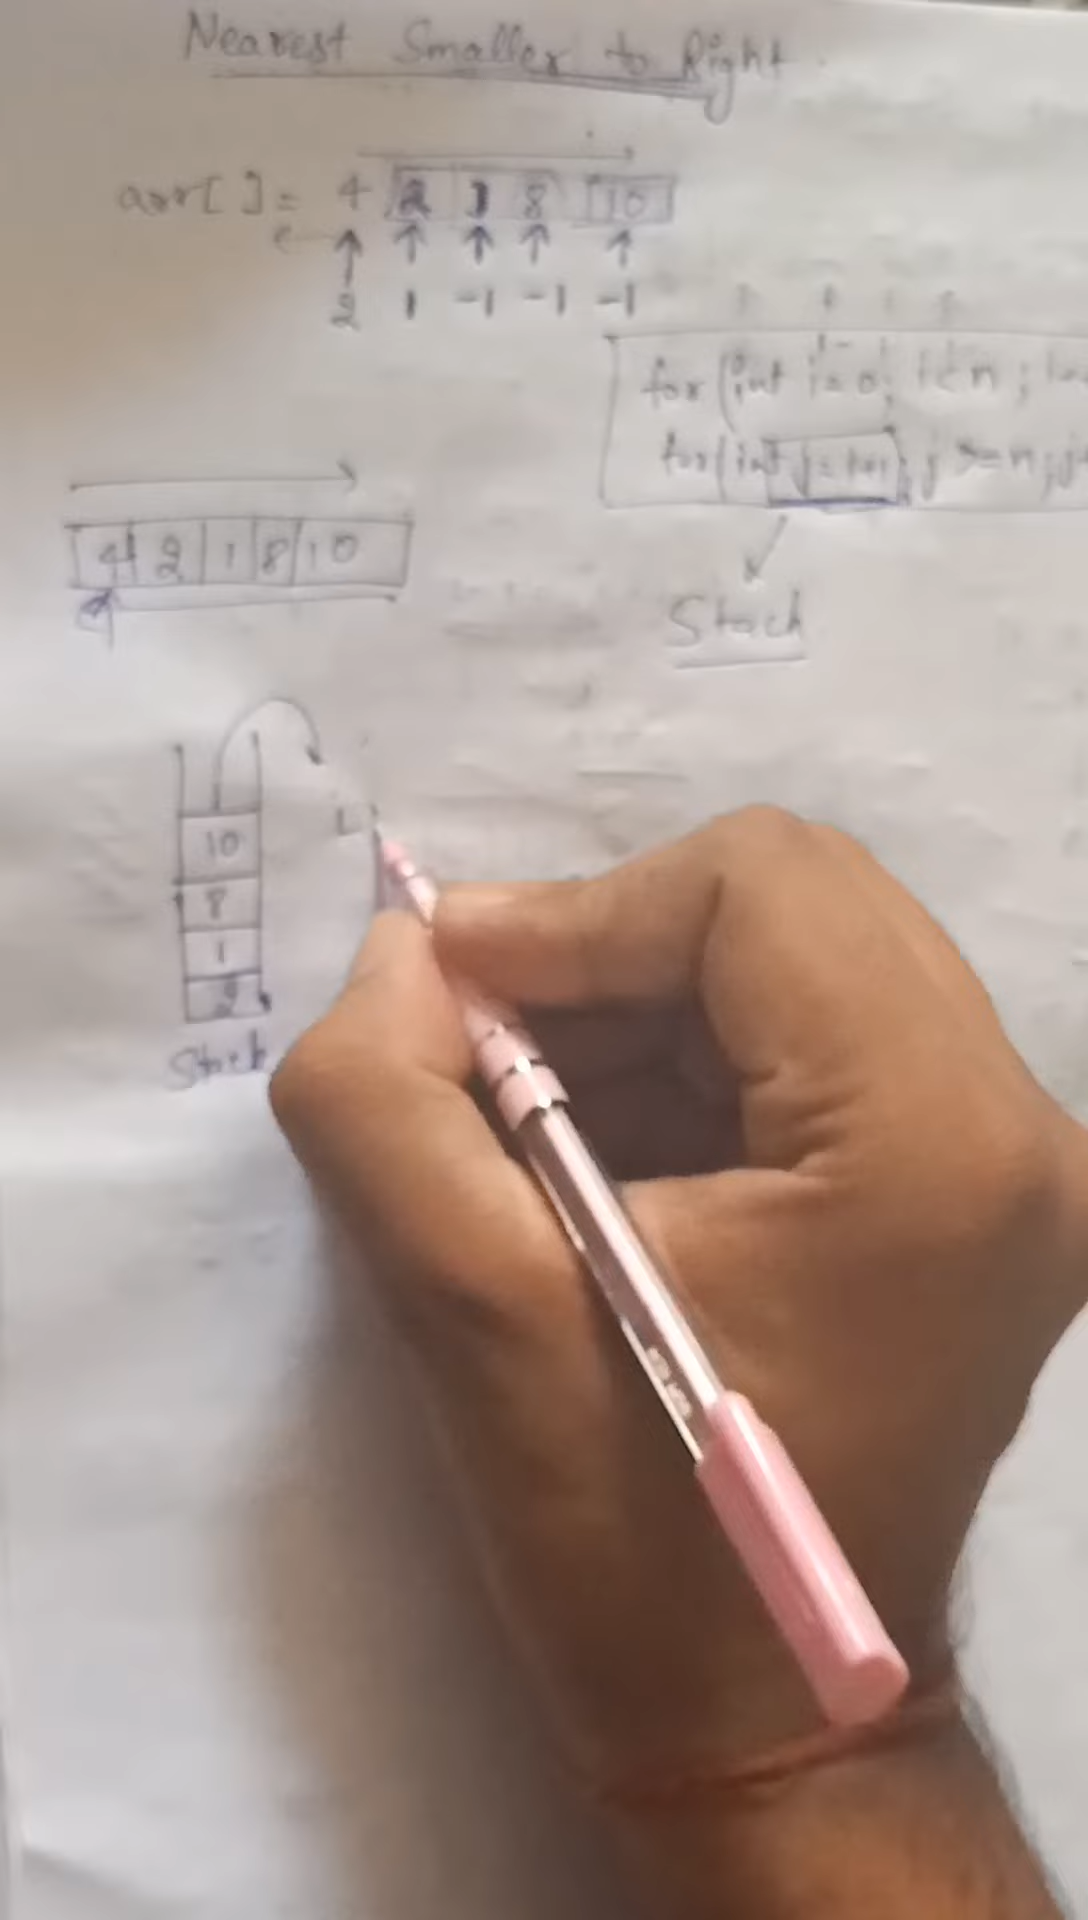 Nearest Smaller to Right
arr[ ] = 4 2 1 8 10
2 1 -1 -1 -1
for (int i=0; i<n;
for(int j=i+1; j>=n;j
4 2 1 8 10
Stack
10
8
1
2
Stack
L